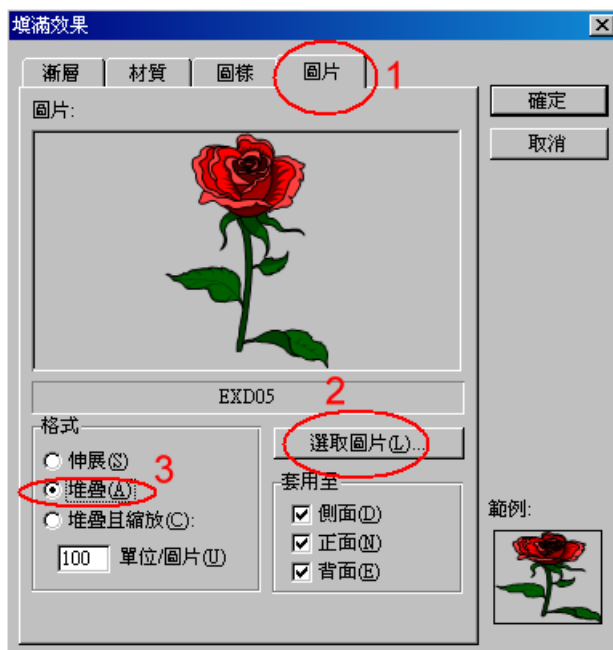 填滿效果
漸層 材質 圖樣 圖片 1
圖片:
確定
取消
EXD05
2
格式
選取圖片(L)...
伸展(S)
3
堆疊(A)
堆疊且縮放(C):
100 單位/圖片(U)
套用至
側面(D)
正面(N)
背面(E)
範例: